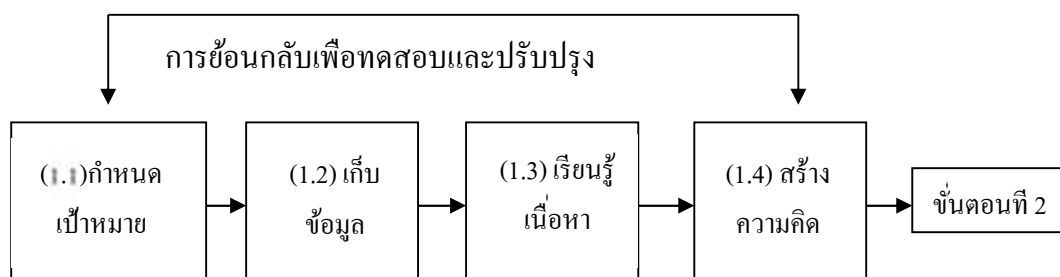 การย้อนกลับเพือทดสอบและปรับปรุง
(1.1)กำหนด
เป้าหมาย
(1.2) เก็บ
ข้อมูล
(1.3) เรียนรู้
เนื้อหา
(1.4) สร้าง
ความคิด
ขั่นตอนที 2